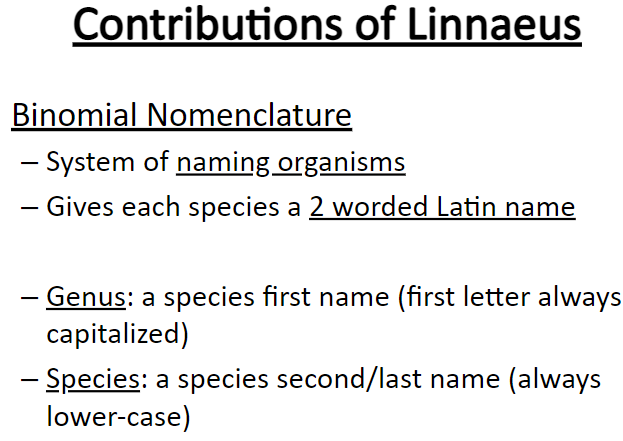 Contributions of Linnaeus
Binomial Nomenclature
– System of naming organisms
– Gives each species a 2 worded Latin name
– Genus: a species first name (first letter always
capitalized)
– Species: a species second/last name (always
lower-case)